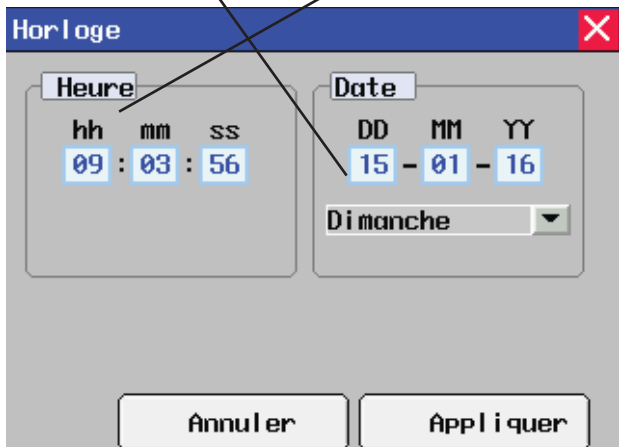 Horloge
Heure
hh mm ss
09 : 03 : 56
Date
DD MM YY
15 - 01 - 16
Dimanche
Annuler
Appliquer